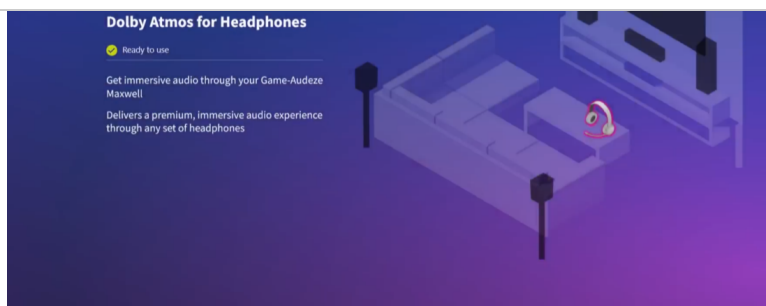 Dolby Atmos for Headphones
Ready to use
Get immersive audio through your Game-Audeze
Maxwell
Delivers a premium, immersive audio experience
through any set of headphones